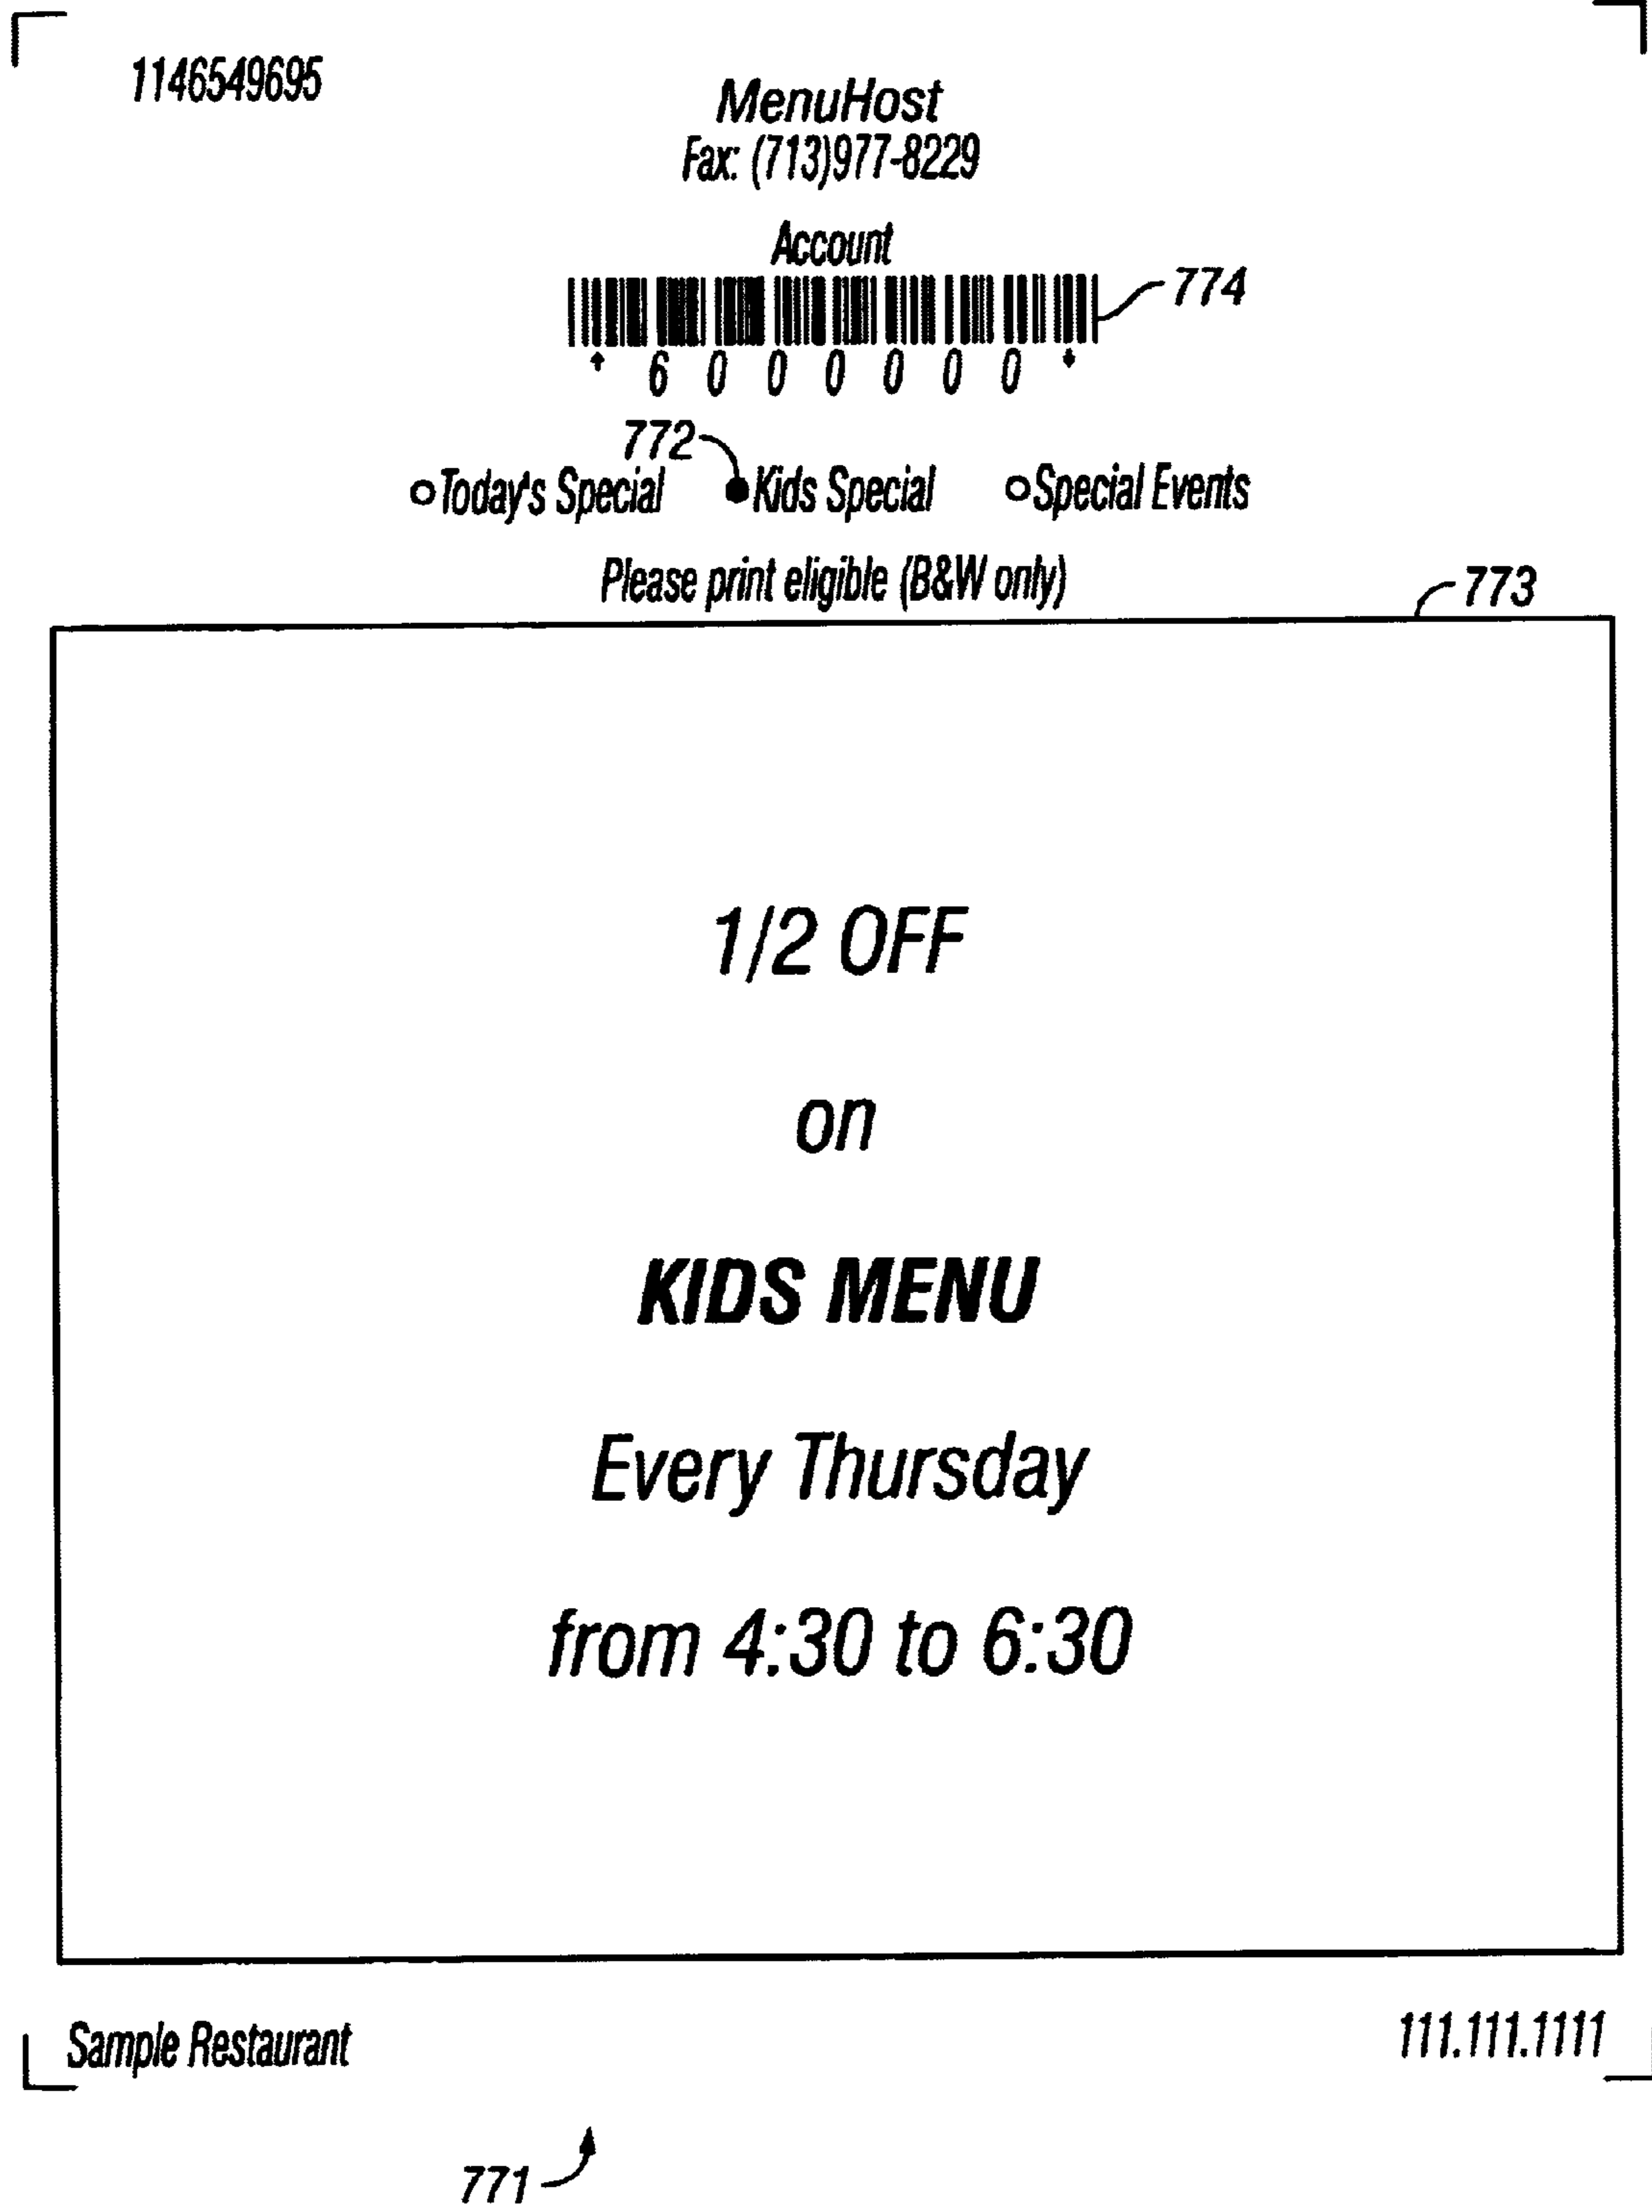 1146549695
MenuHost
Fax: (713)977-8229
Account
774
* 6 0 0 0 0 0 0 *
772
Today's Special Kids Special Special Events
Please print eligible (B&W only)
773
1/2 OFF
on
KIDS MENU
Every Thursday
from 4:30 to 6:30
Sample Restaurant 111.111.1111
771